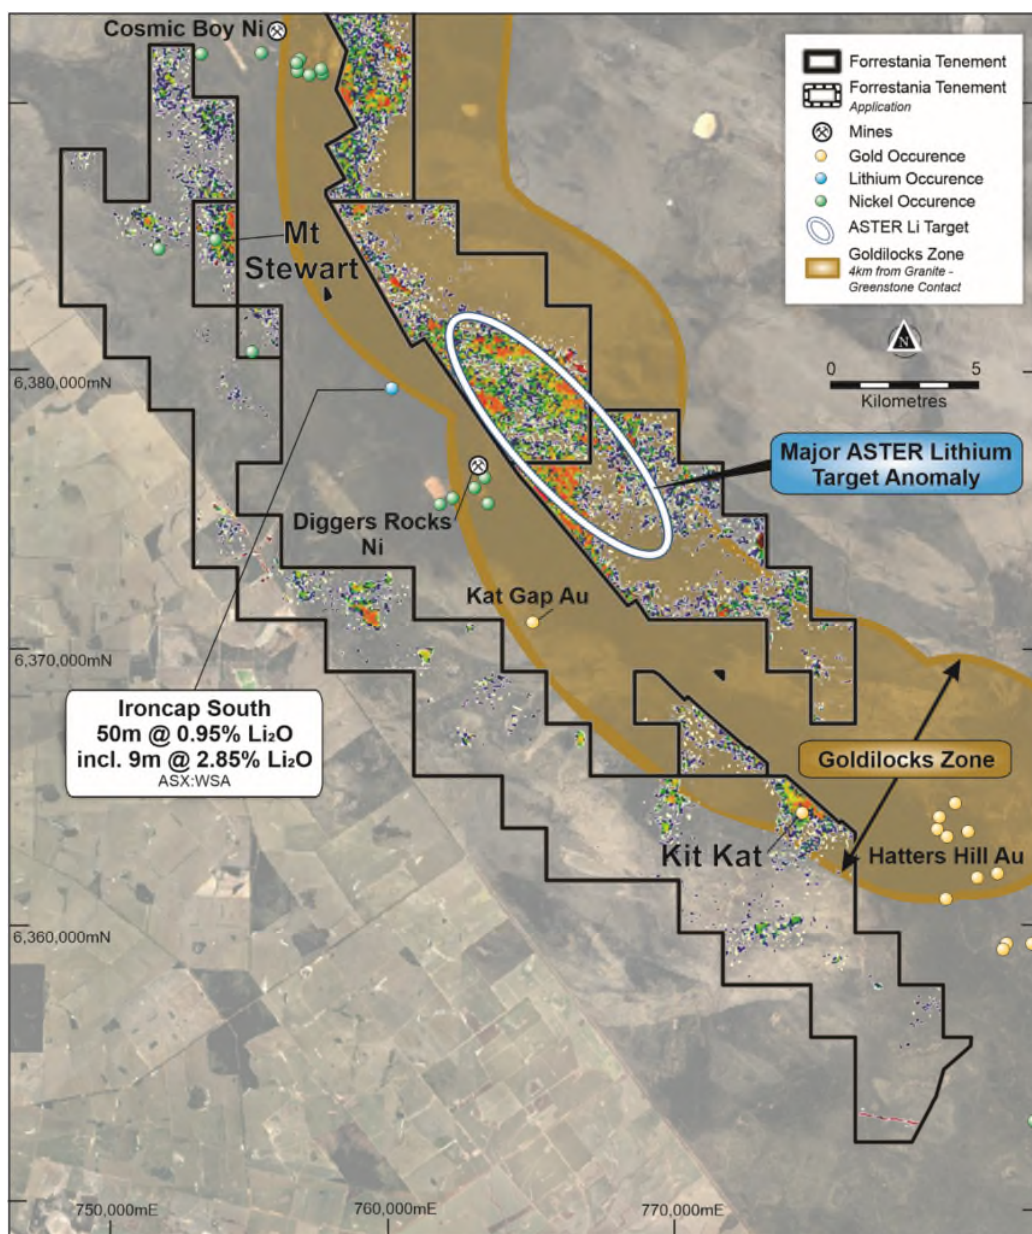 Cosmic Boy Ni
Forrestania Tenement
Forrestania Tenement
Application
Mines
Gold Occurence
Lithium Occurence
Nickel Occurence
ASTER Li Target
Goldilocks Zone
4km from Granite -
Greenstone Contact
Mt
Stewart
N
0 5
Kilometres
6,380,000mN
Major ASTER Lithium
Target Anomaly
Diggers Rocks
Ni
Kat Gap Au
6,370,000mN
Ironcap South
50m @ 0.95% Li₂O
incl. 9m @ 2.85% Li₂O
ASX:WSA
Goldilocks Zone
Kit Kat
Hatters Hill Au
6,360,000mN
750,000mE
760,000mE
770,000mE